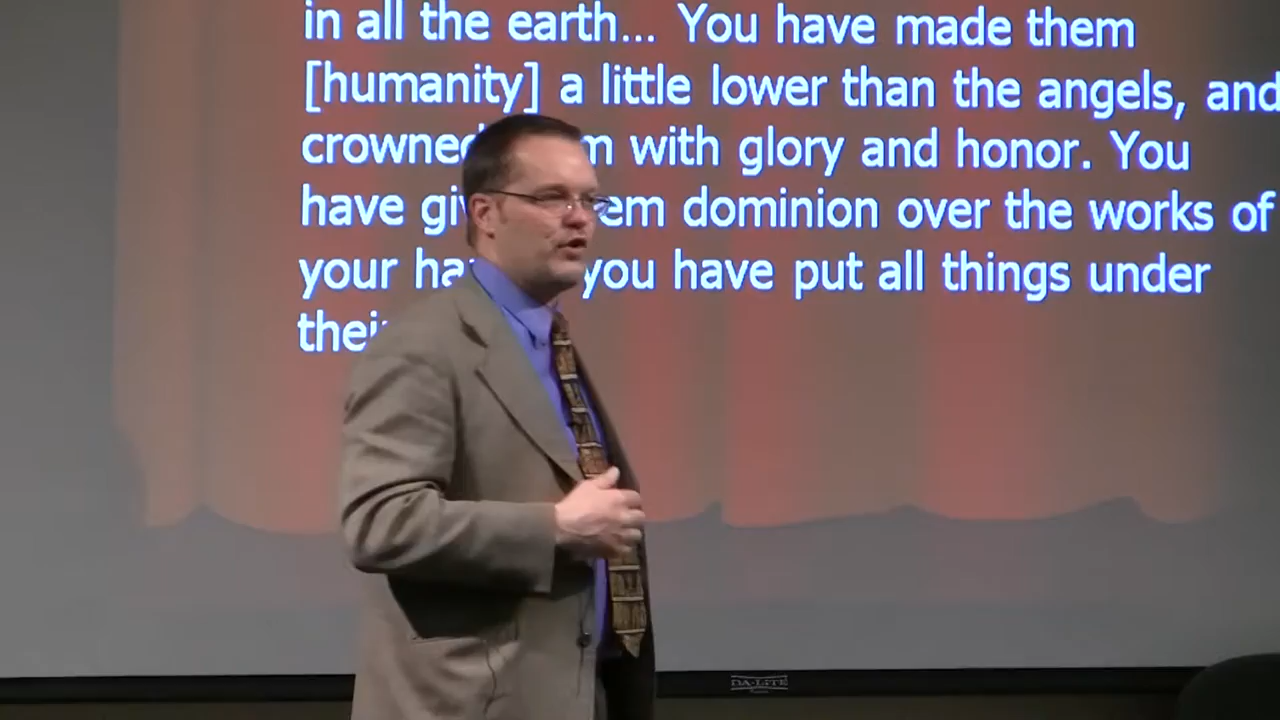 in all the earth... You have made them
[humanity] a little lower than the angels, and
crowned with glory and honor. You
have dominion over the works of
your you have put all things under
DA-LITE